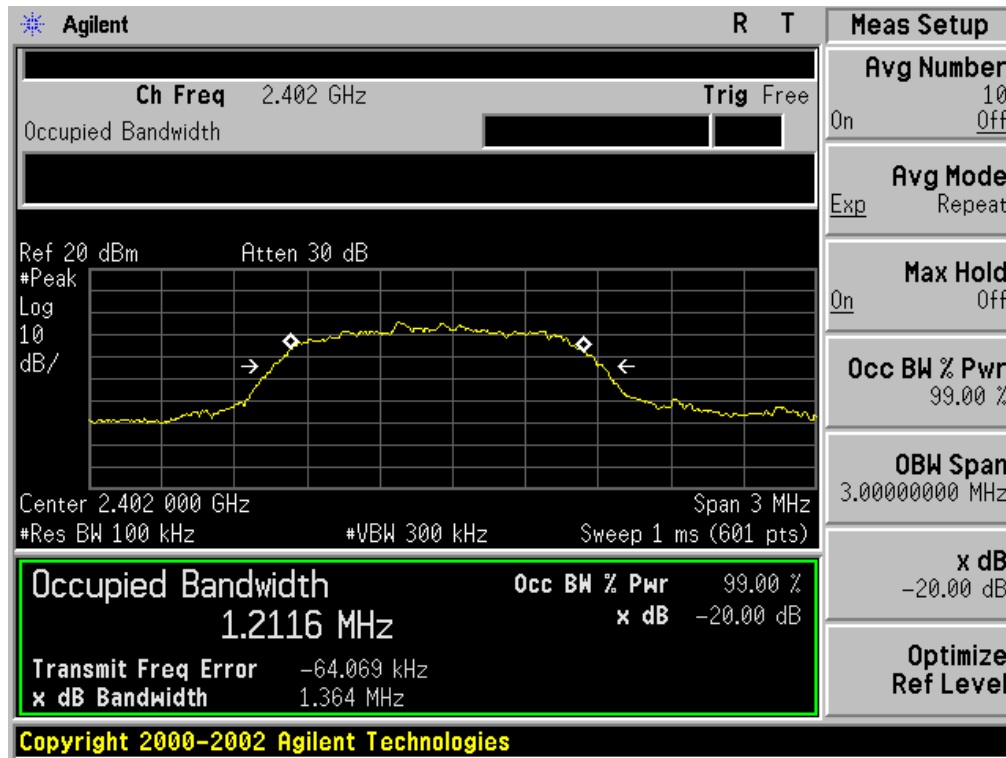 Agilent R T
Ch Freq 2.402 GHz Trig Free
Occupied Bandwidth
Ref 20 dBm Atten 30 dB
#Peak
Log
10
dB/
Center 2.402 000 GHz Span 3 MHz
#Res BW 100 kHz #VBW 300 kHz Sweep 1 ms (601 pts)
Occupied Bandwidth Occ BW % Pwr 99.00 %
1.2116 MHz x dB -20.00 dB
Transmit Freq Error -64.069 kHz
x dB Bandwidth 1.364 MHz
Copyright 2000-2002 Agilent Technologies
Meas Setup
Avg Number
10
On Off
Avg Mode
Exp Repeat
Max Hold
On Off
Occ BW % Pwr
99.00 %
OBW Span
3.00000000 MHz
x dB
-20.00 dB
Optimize
Ref Level